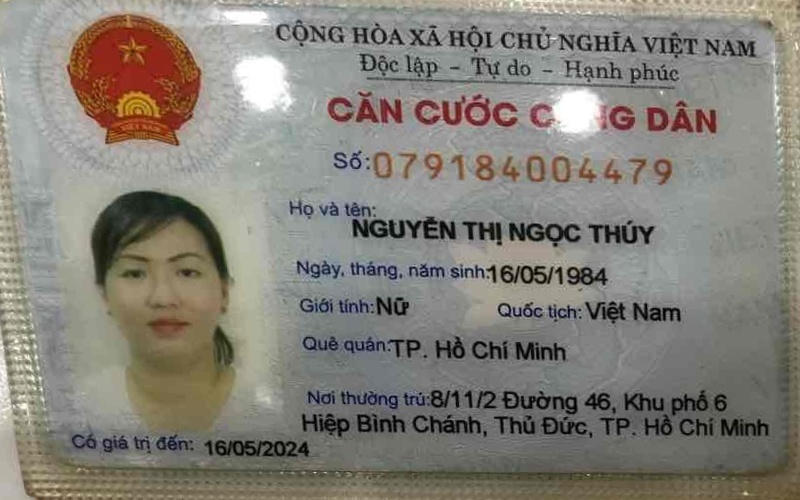 CỘNG HÒA XÃ HỘI CHỦ NGHĨA VIỆT NAM
Độc lập - Tự do - Hạnh phúc
CĂN CƯỚC CÔNG DÂN
Số: 079184004479
Họ và tên:
NGUYỄN THỊ NGỌC THÚY
Ngày, tháng, năm sinh: 16/05/1984
Giới tính: Nữ Quốc tịch: Việt Nam
Quê quán: TP. Hồ Chí Minh
Nơi thường trú: 8/11/2 Đường 46, Khu phố 6
Hiệp Bình Chánh, Thủ Đức, TP. Hồ Chí Minh
Có giá trị đến: 16/05/2024
VIỆT NAM